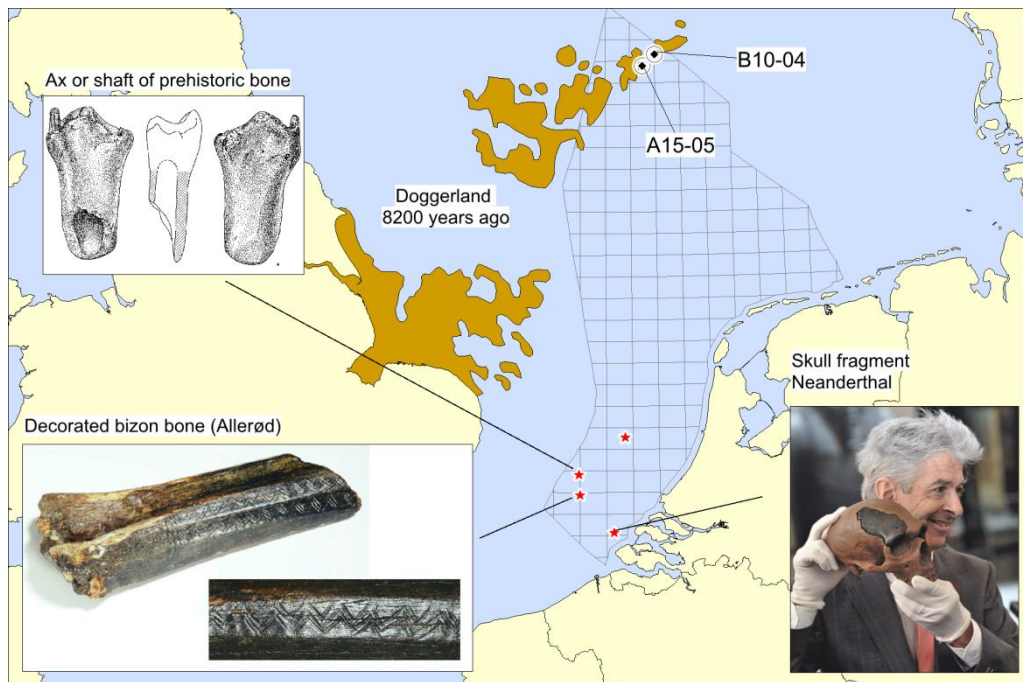 Ax or shaft of prehistoric bone
B10-04
A15-05
Doggerland
8200 years ago
Skull fragment
Neanderthal
Decorated bizon bone (Allerød)